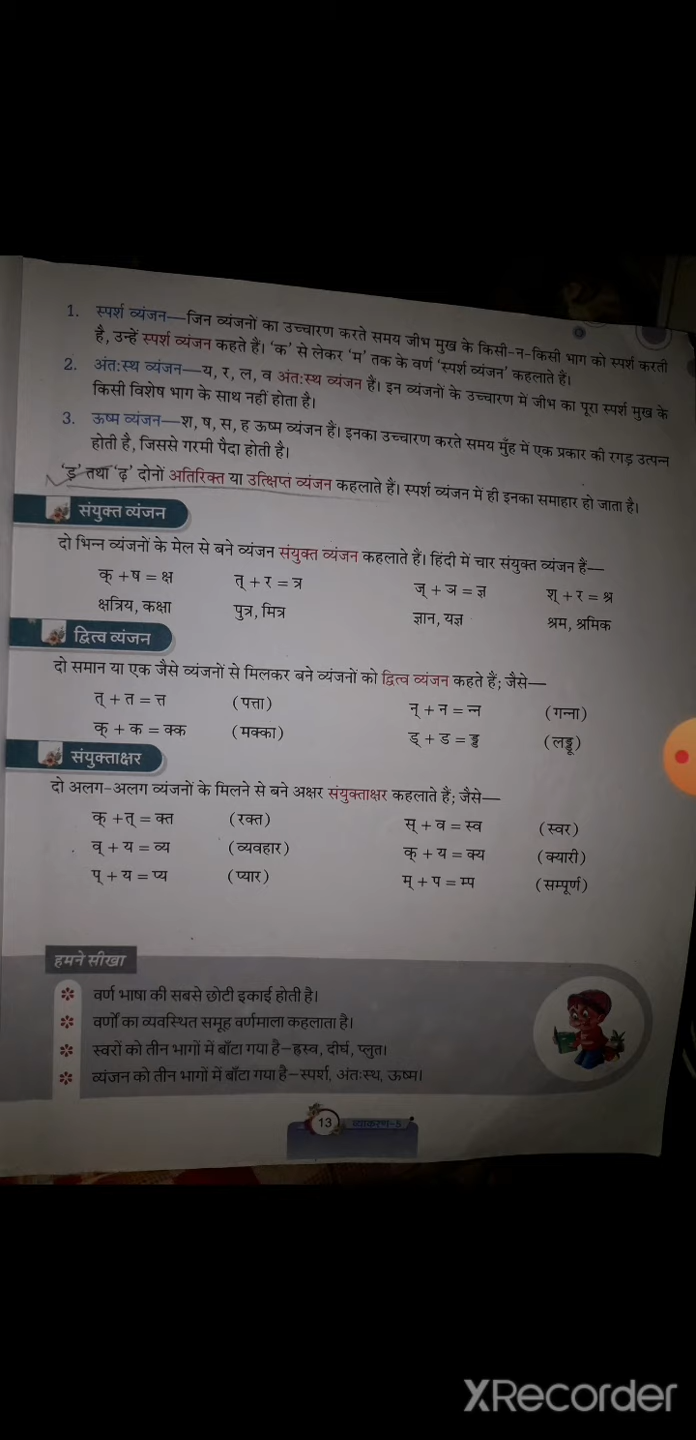 1. स्पर्श व्यंजन—जिन व्यंजनों का उच्चारण करते समय जीभ मुख के किसी-न-किसी भाग को स्पर्श करती
है, उन्हें स्पर्श व्यंजन कहते हैं। ‘क’ से लेकर ‘म’ तक के वर्ण ‘स्पर्श व्यंजन’ कहलाते हैं।
2. अंत:स्थ व्यंजन—य, र, ल, व अंत:स्थ व्यंजन हैं। इन व्यंजनों के उच्चारण में जीभ का पूरा स्पर्श मुख के
किसी विशेष भाग के साथ नहीं होता है।
3. ऊष्म व्यंजन—श, ष, स, ह ऊष्म व्यंजन हैं। इनका उच्चारण करते समय मुँह में एक प्रकार की रगड़ उत्पन्न
होती है, जिससे गरमी पैदा होती है।
‘ड़’ तथा ‘ढ़’ दोनों अतिरिक्त या उत्क्षिप्त व्यंजन कहलाते हैं। स्पर्श व्यंजन में ही इनका समाहार हो जाता है।
संयुक्त व्यंजन
दो भिन्न व्यंजनों के मेल से बने व्यंजन संयुक्त व्यंजन कहलाते हैं। हिंदी में चार संयुक्त व्यंजन हैं—
क् + ष = क्ष त् + र = त्र ज् + ञ = ज्ञ श् + र = श्र
क्षत्रिय, कक्षा पुत्र, मित्र ज्ञान, यज्ञ श्रम, श्रमिक
द्वित्व व्यंजन
दो समान या एक जैसे व्यंजनों से मिलकर बने व्यंजनों को द्वित्व व्यंजन कहते हैं; जैसे—
त् + त = त्त (पत्ता) न् + न = न्न (गन्ना)
क् + क = क्क (मक्का) ड् + ड = ड्ड (लड्डू)
संयुक्ताक्षर
दो अलग-अलग व्यंजनों के मिलने से बने अक्षर संयुक्ताक्षर कहलाते हैं; जैसे—
क् + त् = क्त (रक्त) स् + व = स्व (स्वर)
व् + य = व्य (व्यवहार) क् + य = क्य (क्यारी)
प् + य = प्य (प्यार) म् + प = म्प (सम्पूर्ण)
हमने सीखा
वर्ण भाषा की सबसे छोटी इकाई होती है।
वर्णों का व्यवस्थित समूह वर्णमाला कहलाता है।
स्वरों को तीन भागों में बाँटा गया है–ह्रस्व, दीर्घ, प्लुत।
व्यंजन को तीन भागों में बाँटा गया है–स्पर्श, अंतःस्थ, ऊष्म।
13 व्याकरण-5
XRecorder